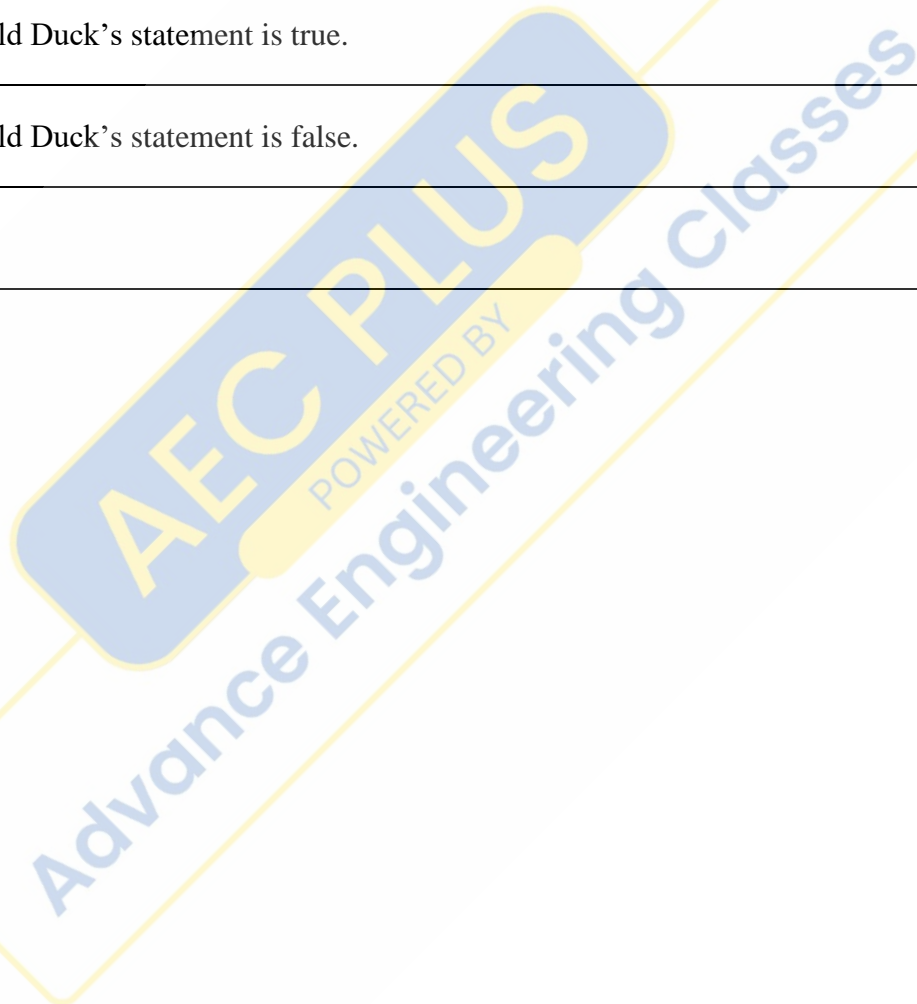 ld Duck’s statement is true.
ld Duck’s statement is false.
AEC PLUS
POWERED BY
Advance Engineering Classes